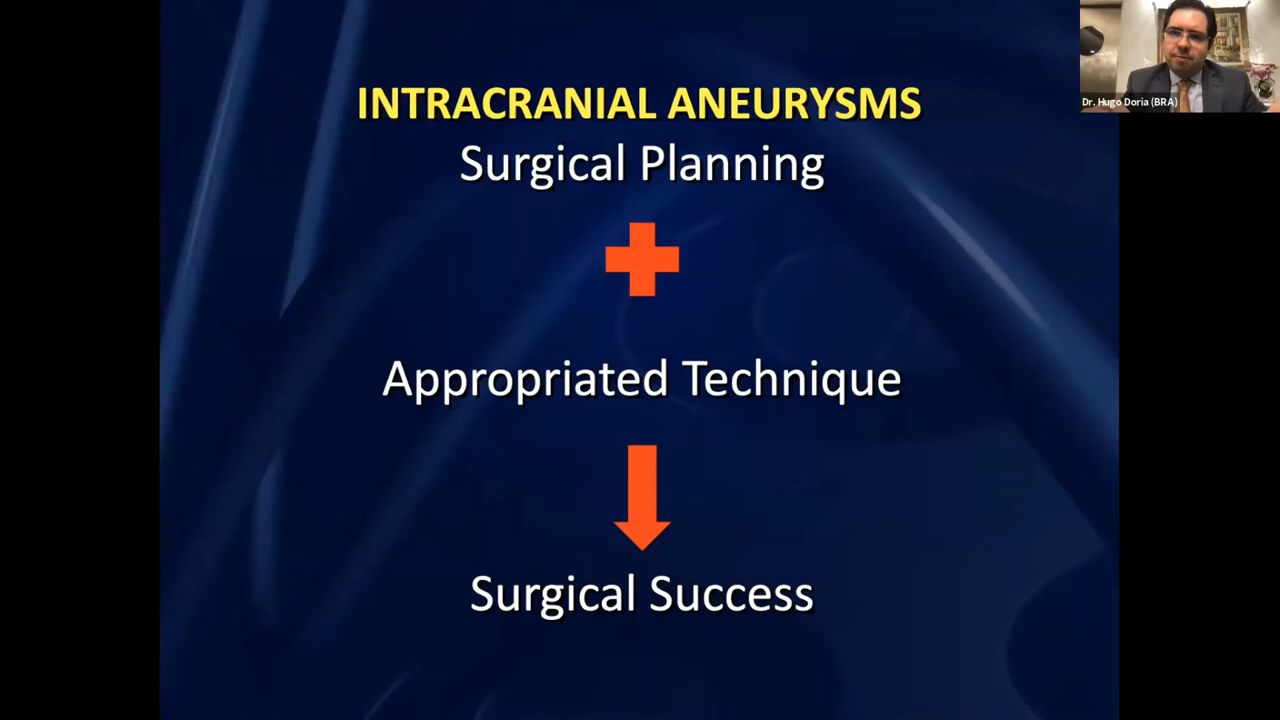 INTRACRANIAL ANEURYSMS
Surgical Planning
Appropriated Technique
Surgical Success
Dr. Hugo Doria (BRA)